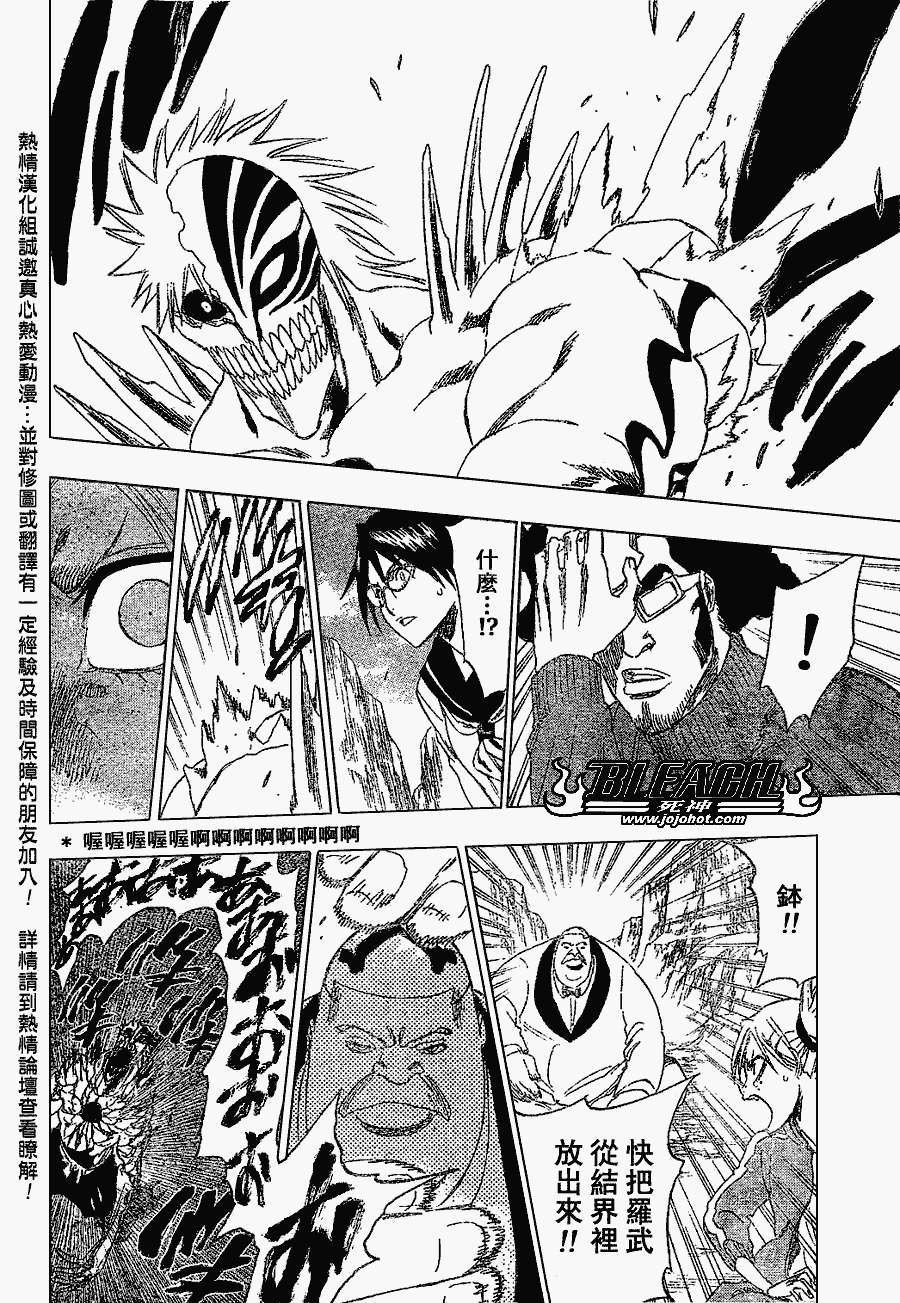 熱情漢化組誠邀真心熱愛動漫…並對修圖或翻譯有一定經驗及時間保障的朋友加入！ 詳情請到熱情論壇查看瞭解！
！
什麼…!?
BLEACH
死神
www.jojohot.com
* 喔喔喔喔喔啊啊啊啊啊啊啊啊
鉢!!
快把羅武
從結界裡
放出來!!